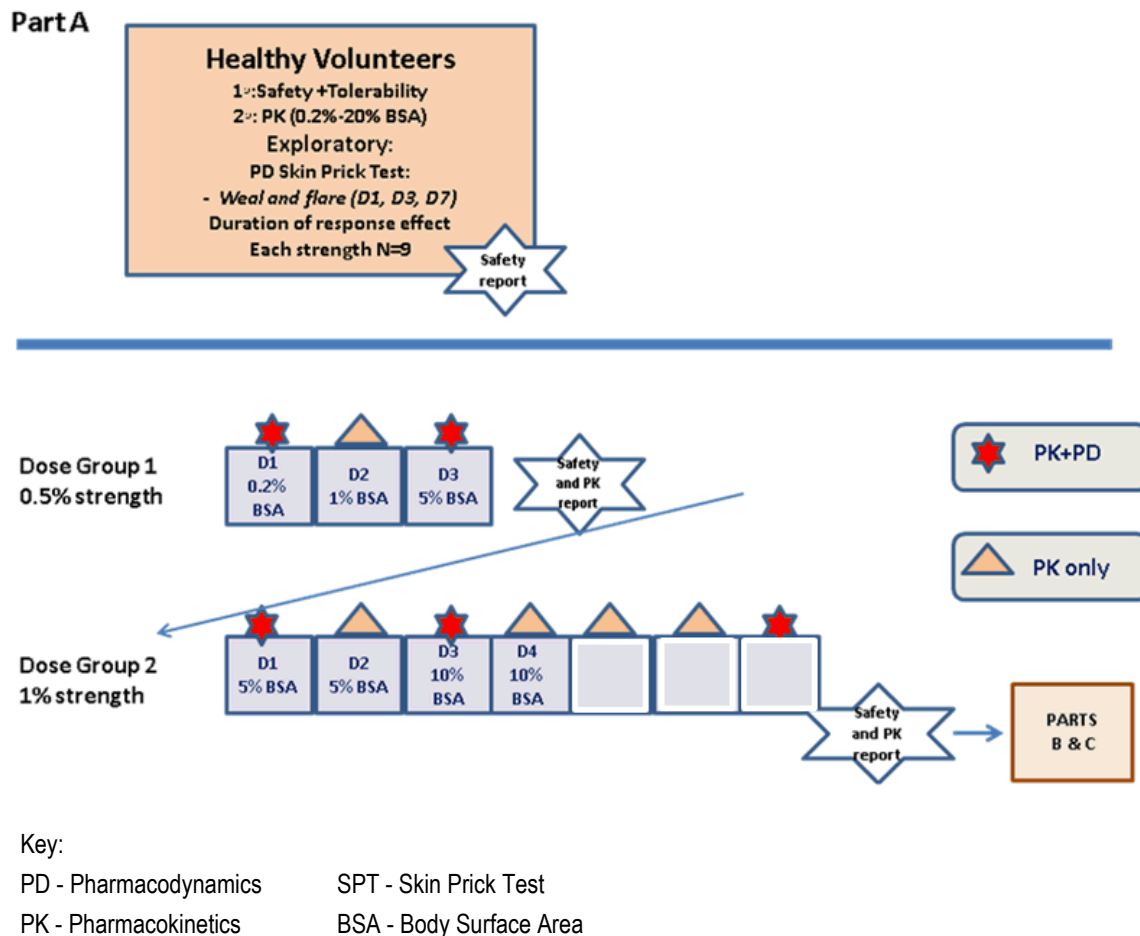 Part A
Healthy Volunteers
1º:Safety +Tolerability
2º: PK (0.2%-20% BSA)
Exploratory:
PD Skin Prick Test:
- Weal and flare (D1, D3, D7)
Duration of response effect
Each strength N=9
Safety
report
Dose Group 1
0.5% strength
D1
0.2%
BSA
D2
1% BSA
D3
5% BSA
Safety
and PK
report
PK+PD
PK only
Dose Group 2
1% strength
D1
5% BSA
D2
5% BSA
D3
10%
BSA
D4
10%
BSA
Safety
and PK
report
PARTS
B & C
Key:
PD - Pharmacodynamics SPT - Skin Prick Test
PK - Pharmacokinetics BSA - Body Surface Area